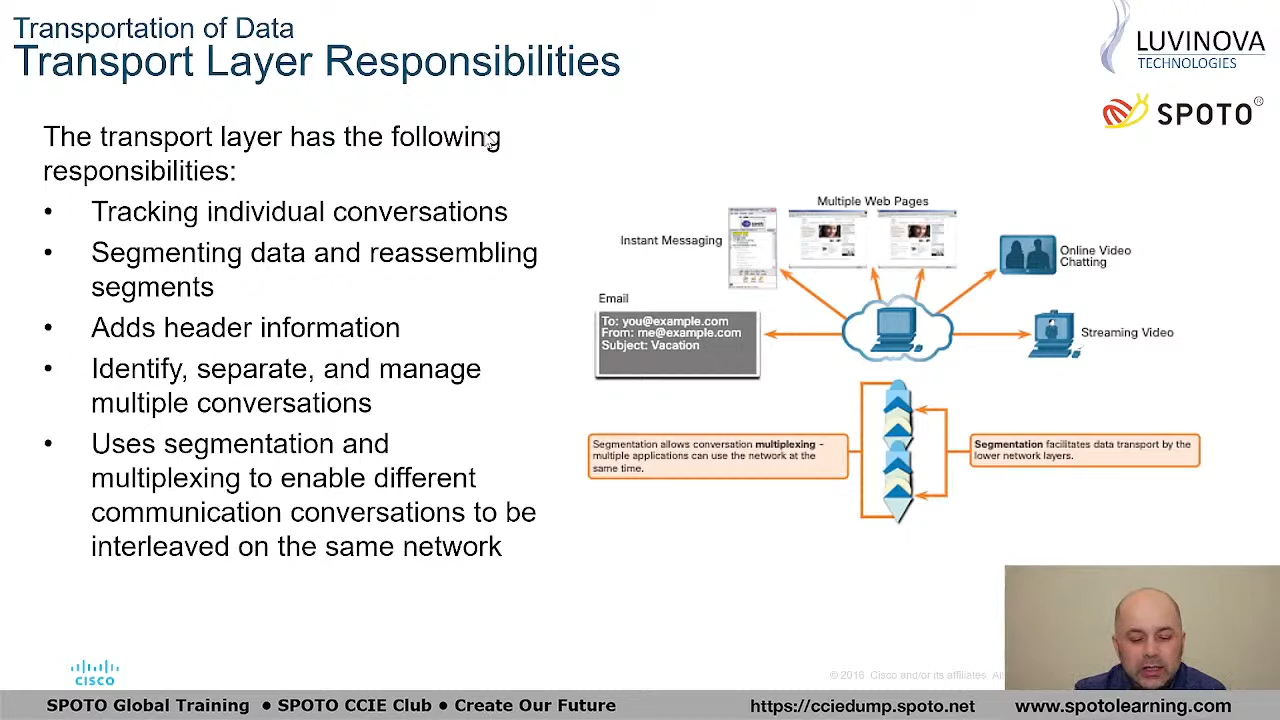 Transportation of Data
Transport Layer Responsibilities
LUVINOVA
TECHNOLOGIES
SPOTO®
The transport layer has the following
responsibilities:
• Tracking individual conversations
• Segmenting data and reassembling
segments
• Adds header information
• Identify, separate, and manage
multiple conversations
• Uses segmentation and
multiplexing to enable different
communication conversations to be
interleaved on the same network
Multiple Web Pages
Instant Messaging
Online Video
Chatting
Email
To: you@example.com
From: me@example.com
Subject: Vacation
Streaming Video
Segmentation allows conversation multiplexing -
multiple applications can use the network at the
same time.
Segmentation facilitates data transport by the
lower network layers.
CISCO
Cisco and/or its affiliates.
SPOTO Global Training ● SPOTO CCIE Club ● Create Our Future
https://cciedump.spoto.net
www.spotolearning.com